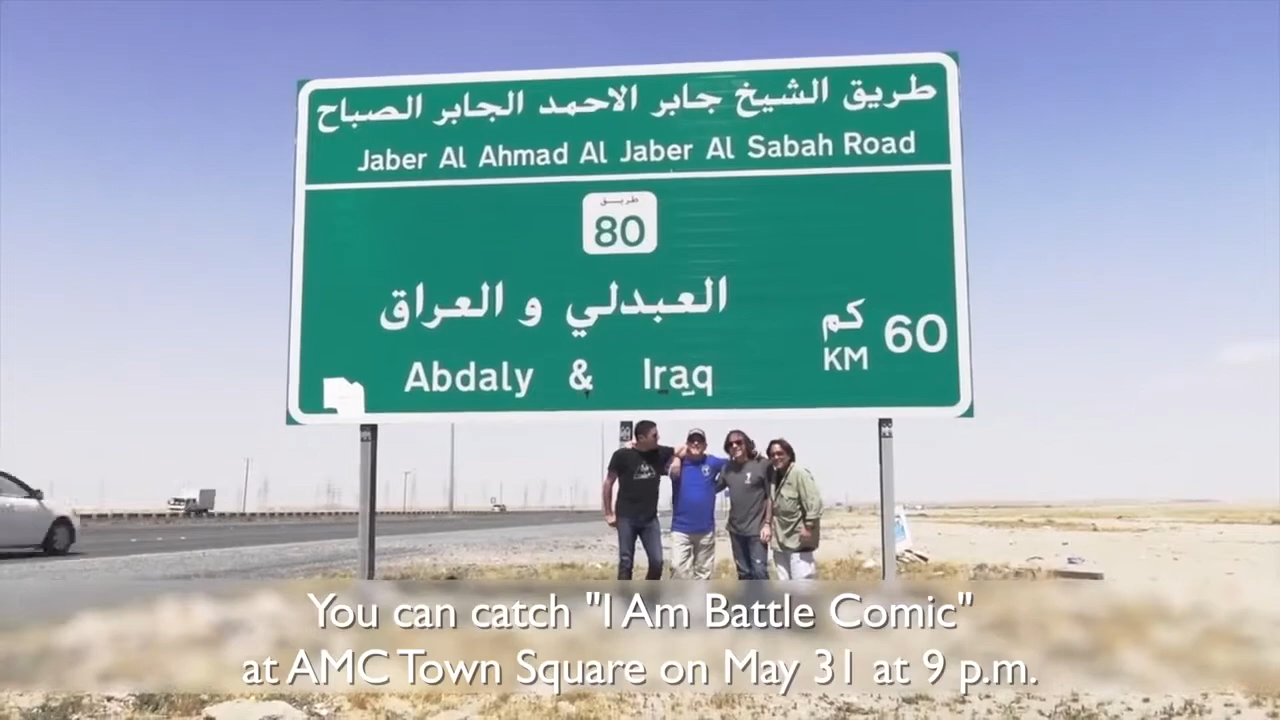 طريق الشيخ جابر الاحمد الجابر الصباح
Jaber Al Ahmad Al Jaber Al Sabah Road
طريق
80
العبدلي و العراق
كم 60
KM
Abdaly & Iraq
You can catch "I Am Battle Comic"
at AMC Town Square on May 31 at 9 p.m.